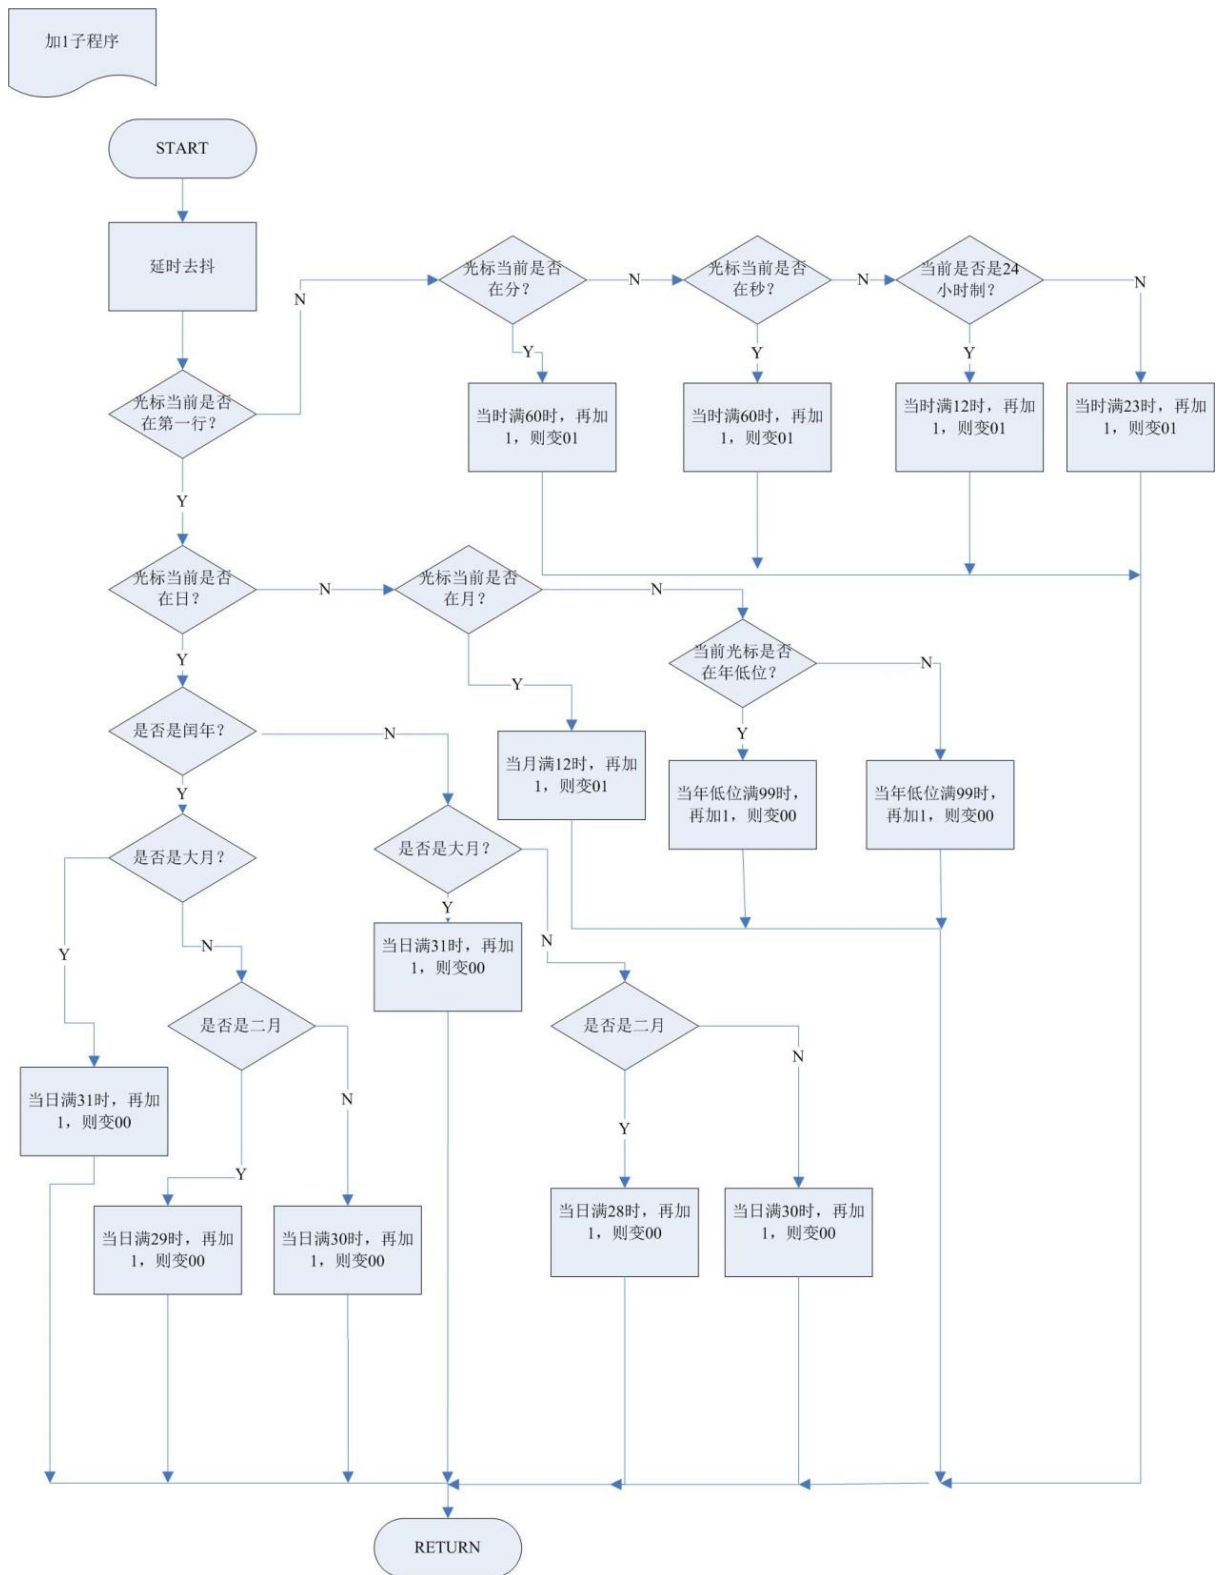 加1子程序
START
延时去抖
光标当前是否
在第一行？
N
光标当前是否
在分？
N
光标当前是否
在秒？
N
当前是否是24
小时制？
N
Y
Y
Y
当时满60时，再加
1，则变01
当时满60时，再加
1，则变01
当时满12时，再加
1，则变01
当时满23时，再加
1，则变01
Y
光标当前是否
在日？
N
光标当前是否
在月？
N
当前光标是否
在年低位？
N
Y
Y
Y
是否是闰年？
N
当月满12时，再加
1，则变01
当年低位满99时，
再加1，则变00
当年低位满99时，
再加1，则变00
Y
是否是大月？
是否是大月？
Y
N
Y
N
当日满31时，再加
1，则变00
是否是二月
是否是二月
N
N
Y
Y
当日满31时，再加
1，则变00
当日满29时，再加
1，则变00
当日满30时，再加
1，则变00
当日满28时，再加
1，则变00
当日满30时，再加
1，则变00
RETURN